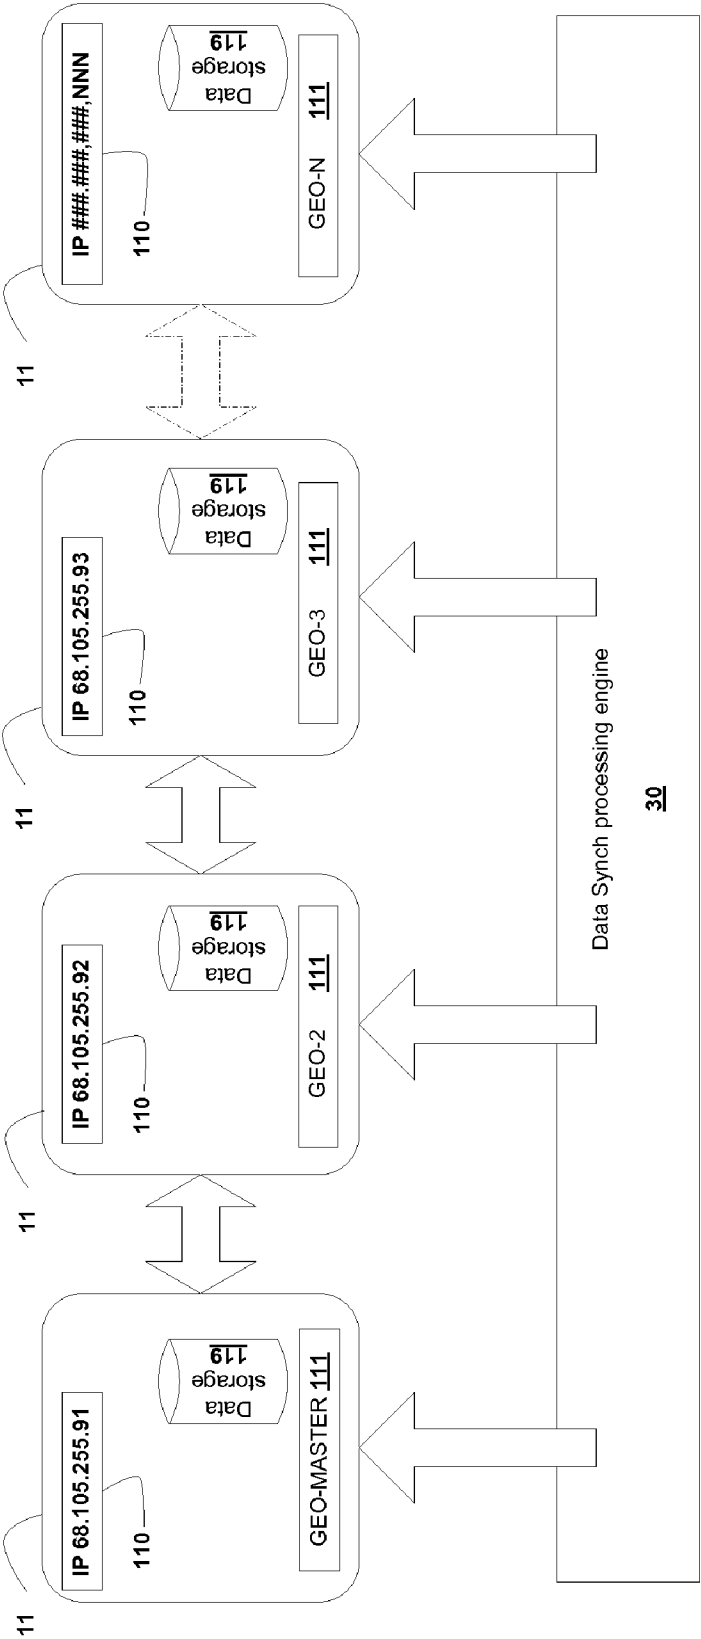 11
IP 68.105.255.91
110
Data
storage
119
GEO-MASTER 111
11
IP 68.105.255.92
110
Data
storage
119
GEO-2 111
11
IP 68.105.255.93
110
Data
storage
119
GEO-3 111
11
IP ###.###,###,NNN
110
Data
storage
119
GEO-N 111
Data Synch processing engine
30